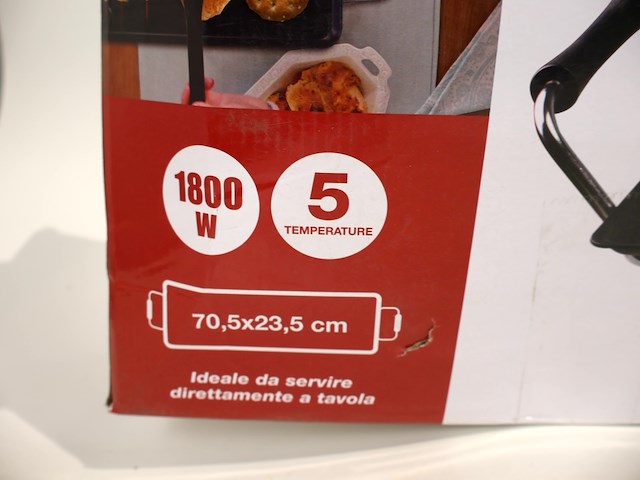 1800
W
5
TEMPERATURE
70,5x23,5 cm
Ideale da servire
direttamente a tavola